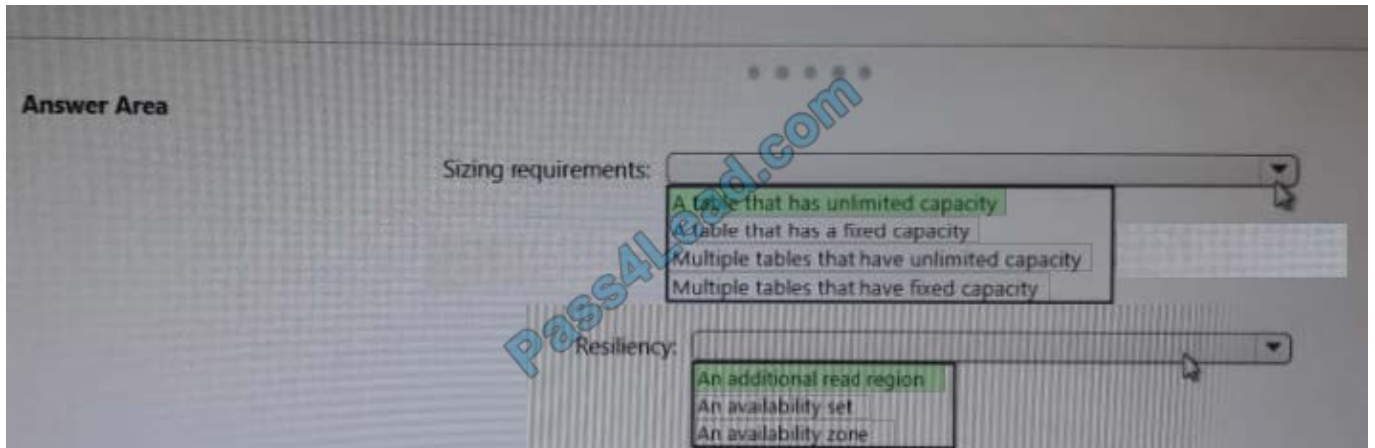 Answer Area
Sizing requirements:
A table that has unlimited capacity
A table that has a fixed capacity
Multiple tables that have unlimited capacity
Multiple tables that have fixed capacity
Pass4Lead.com
Resiliency:
An additional read region
An availability set
An availability zone